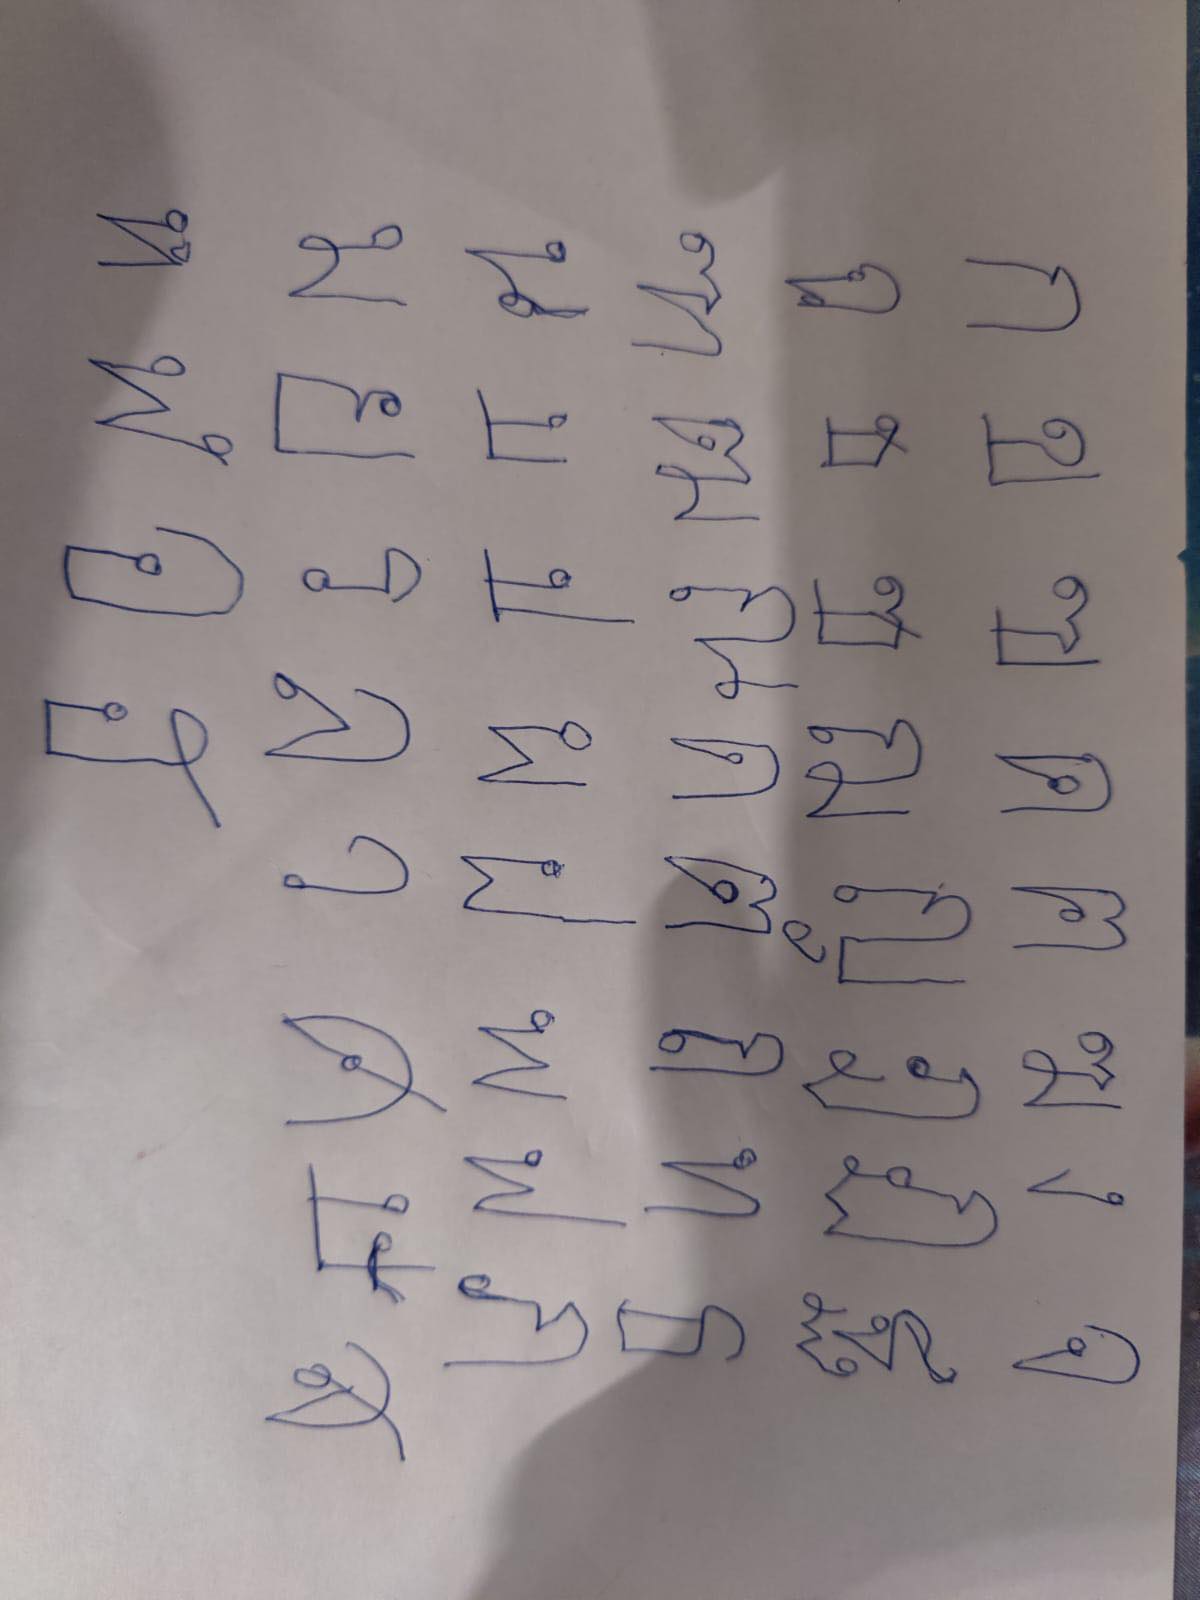 ก ข ฃ ค ฅ ฆ ง จ
ฉ ช ซ ฌ ญ ฎ ฏ ฐ
ฑ ฒ ณ ด ต ถ ท ธ
น บ ป ผ ฝ พ ฟ ภ
ม ย ร ล ว ศ ษ ส
ห ฬ อ ฮ